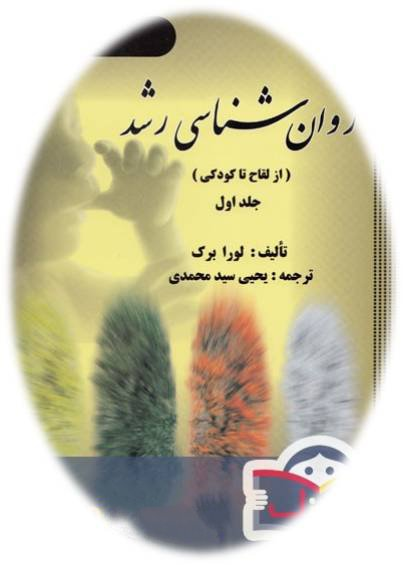 روان‌شناسی رشد
(از لقاح تا کودکی)
جلد اول
تألیف: لورا برک
ترجمه: یحیی سید محمدی